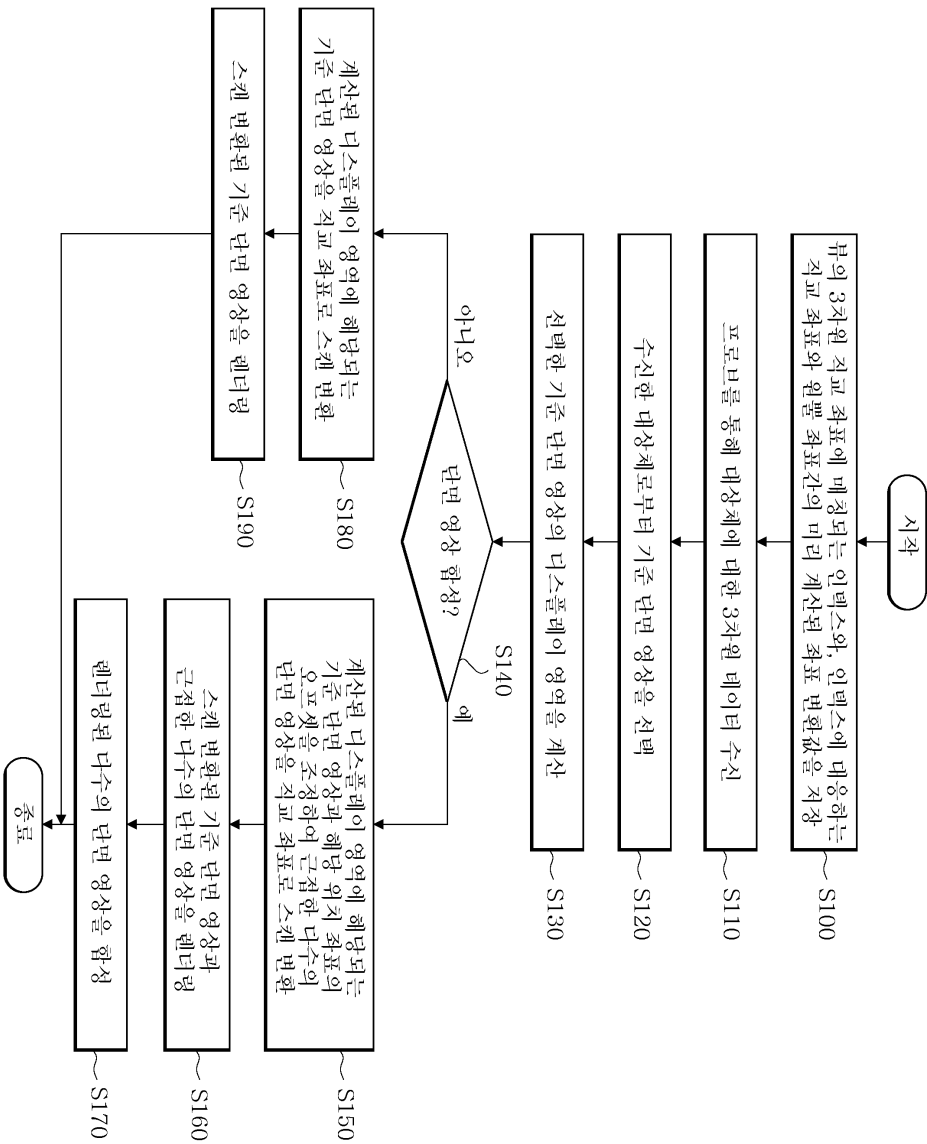 시작
뷰의 3차원 직교 좌표에 매칭되는 인덱스와, 인덱스에 대응하는
직교 좌표와 원뿔 좌표간의 미리 계산된 좌표 변환값을 저장
S100
프로브를 통해 대상체에 대한 3차원 데이터 수신
S110
수신한 대상체로부터 기준 단면 영상을 선택
S120
선택한 기준 단면 영상의 디스플레이 영역을 계산
S130
단면 영상 합성?
S140
아니요
예
계산된 디스플레이 영역에 해당되는
기준 단면 영상을 직교 좌표로 스캔 변환
S180
스캔 변환된 기준 단면 영상을 렌더링
S190
계산된 디스플레이 영역에 해당되는
기준 단면 영상과 해당 위치 좌표의
오프셋을 조정하여 근접한 다수의
단면 영상을 직교 좌표로 스캔 변환
S150
스캔 변환된 기준 단면 영상과
근접한 다수의 단면 영상을 렌더링
S160
렌더링된 다수의 단면 영상을 합성
S170
종료